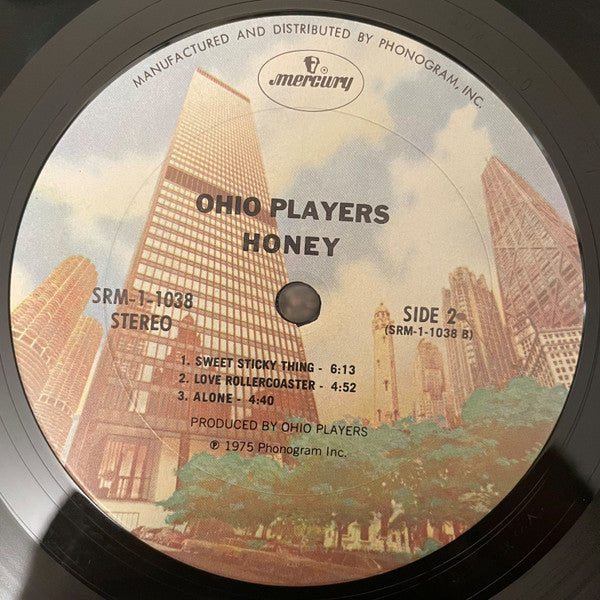 MANUFACTURED AND DISTRIBUTED BY PHONOGRAM, INC.
mercury
OHIO PLAYERS
HONEY
SRM-1-1038
STEREO
SIDE 2
(SRM-1-1038 B)
1. SWEET STICKY THING - 6:13
2. LOVE ROLLERCOASTER - 4:52
3. ALONE - 4:40
PRODUCED BY OHIO PLAYERS
℗ 1975 Phonogram Inc.